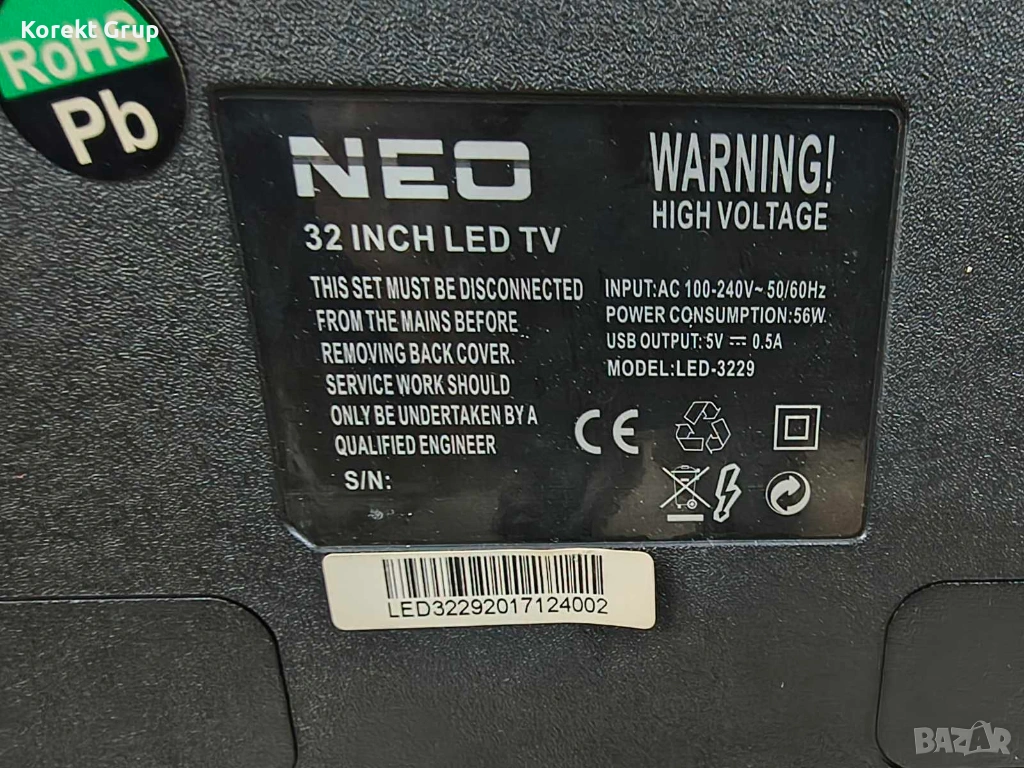 Korekt Grup
RoHS
Pb
NEO
32 INCH LED TV
THIS SET MUST BE DISCONNECTED
FROM THE MAINS BEFORE
REMOVING BACK COVER.
SERVICE WORK SHOULD
ONLY BE UNDERTAKEN BY A
QUALIFIED ENGINEER
S/N:
WARNING!
HIGH VOLTAGE
INPUT:AC 100-240V~ 50/60Hz
POWER CONSUMPTION:56W
USB OUTPUT: 5V ⎓ 0.5A
MODEL:LED-3229
CE
LED32292017124002
BAZAR